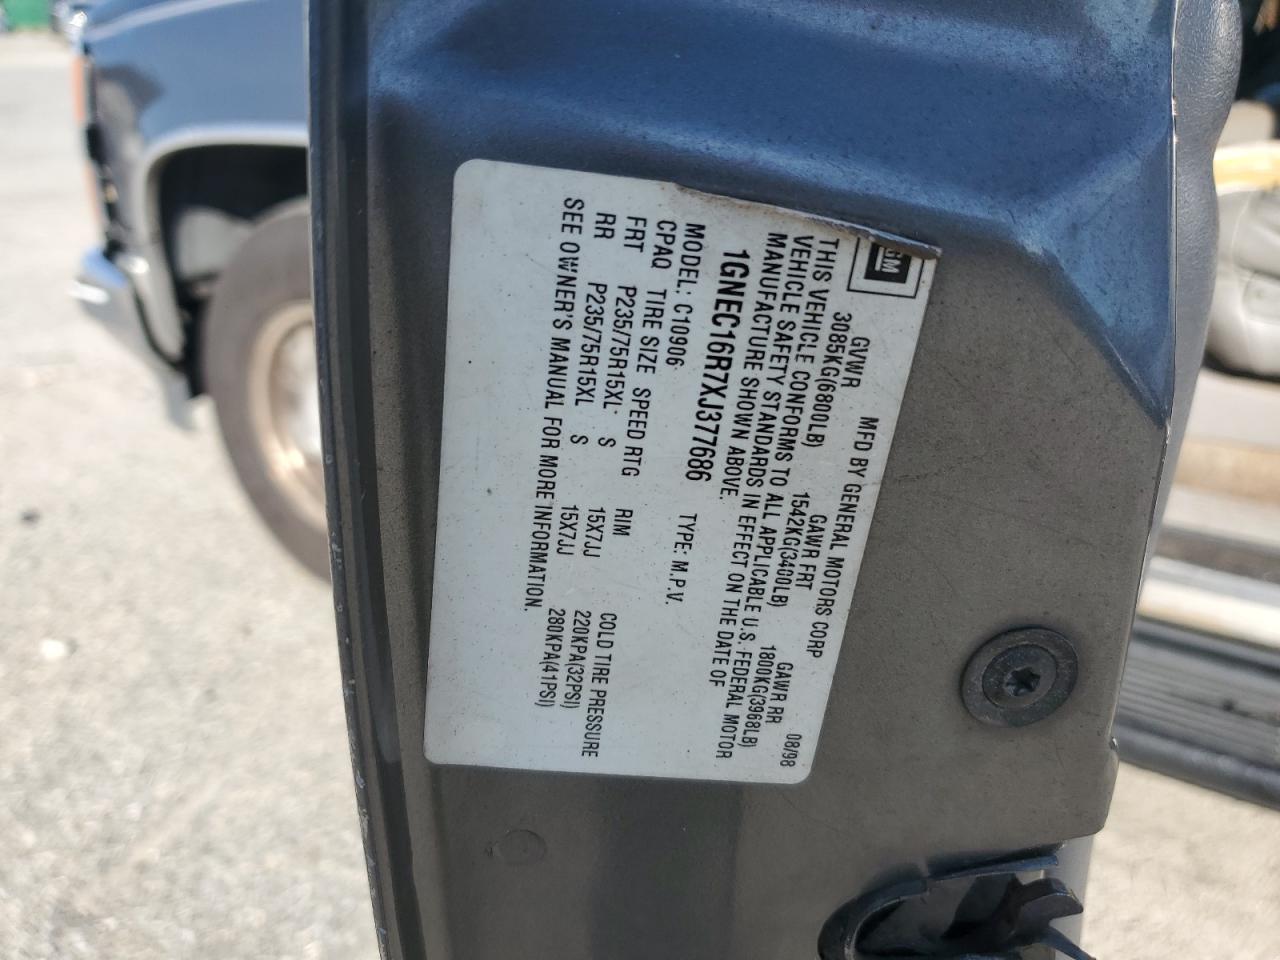 GM
MFD BY GENERAL MOTORS CORP 08/98
GVWR GAWR FRT GAWR RR
3085KG(6800LB) 1542KG(3400LB) 1800KG(3968LB)
THIS VEHICLE CONFORMS TO ALL APPLICABLE U.S. FEDERAL MOTOR
VEHICLE SAFETY STANDARDS IN EFFECT ON THE DATE OF
MANUFACTURE SHOWN ABOVE.
1GNEC16R7XJ377686 TYPE: M.P.V.
MODEL: C10906
CPAQ TIRE SIZE SPEED RTG RIM COLD TIRE PRESSURE
FRT P235/75R15XL S 15X7JJ 220KPA(32PSI)
RR P235/75R15XL S 15X7JJ 280KPA(41PSI)
SEE OWNER'S MANUAL FOR MORE INFORMATION.